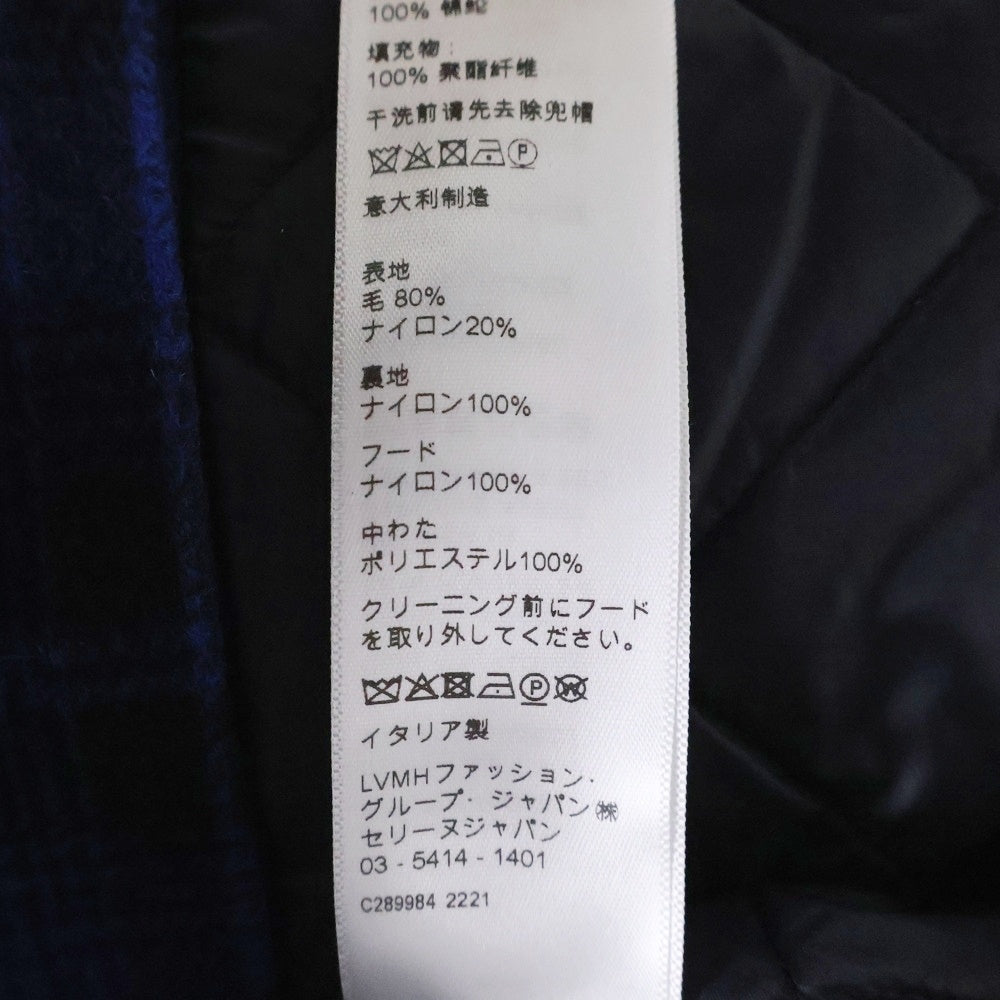 100% 锦纶
填充物:
100% 聚酯纤维
干洗前请先去除兜帽
P
意大利制造
表地
毛 80%
ナイロン20%
裏地
ナイロン100%
フード
ナイロン100%
中わた
ポリエステル100%
クリーニング前にフード
を取り外してください。
P W
イタリア製
LVMHファッション・
グループ・ジャパン㈱
セリーヌジャパン
03 - 5414 - 1401
C289984 2221